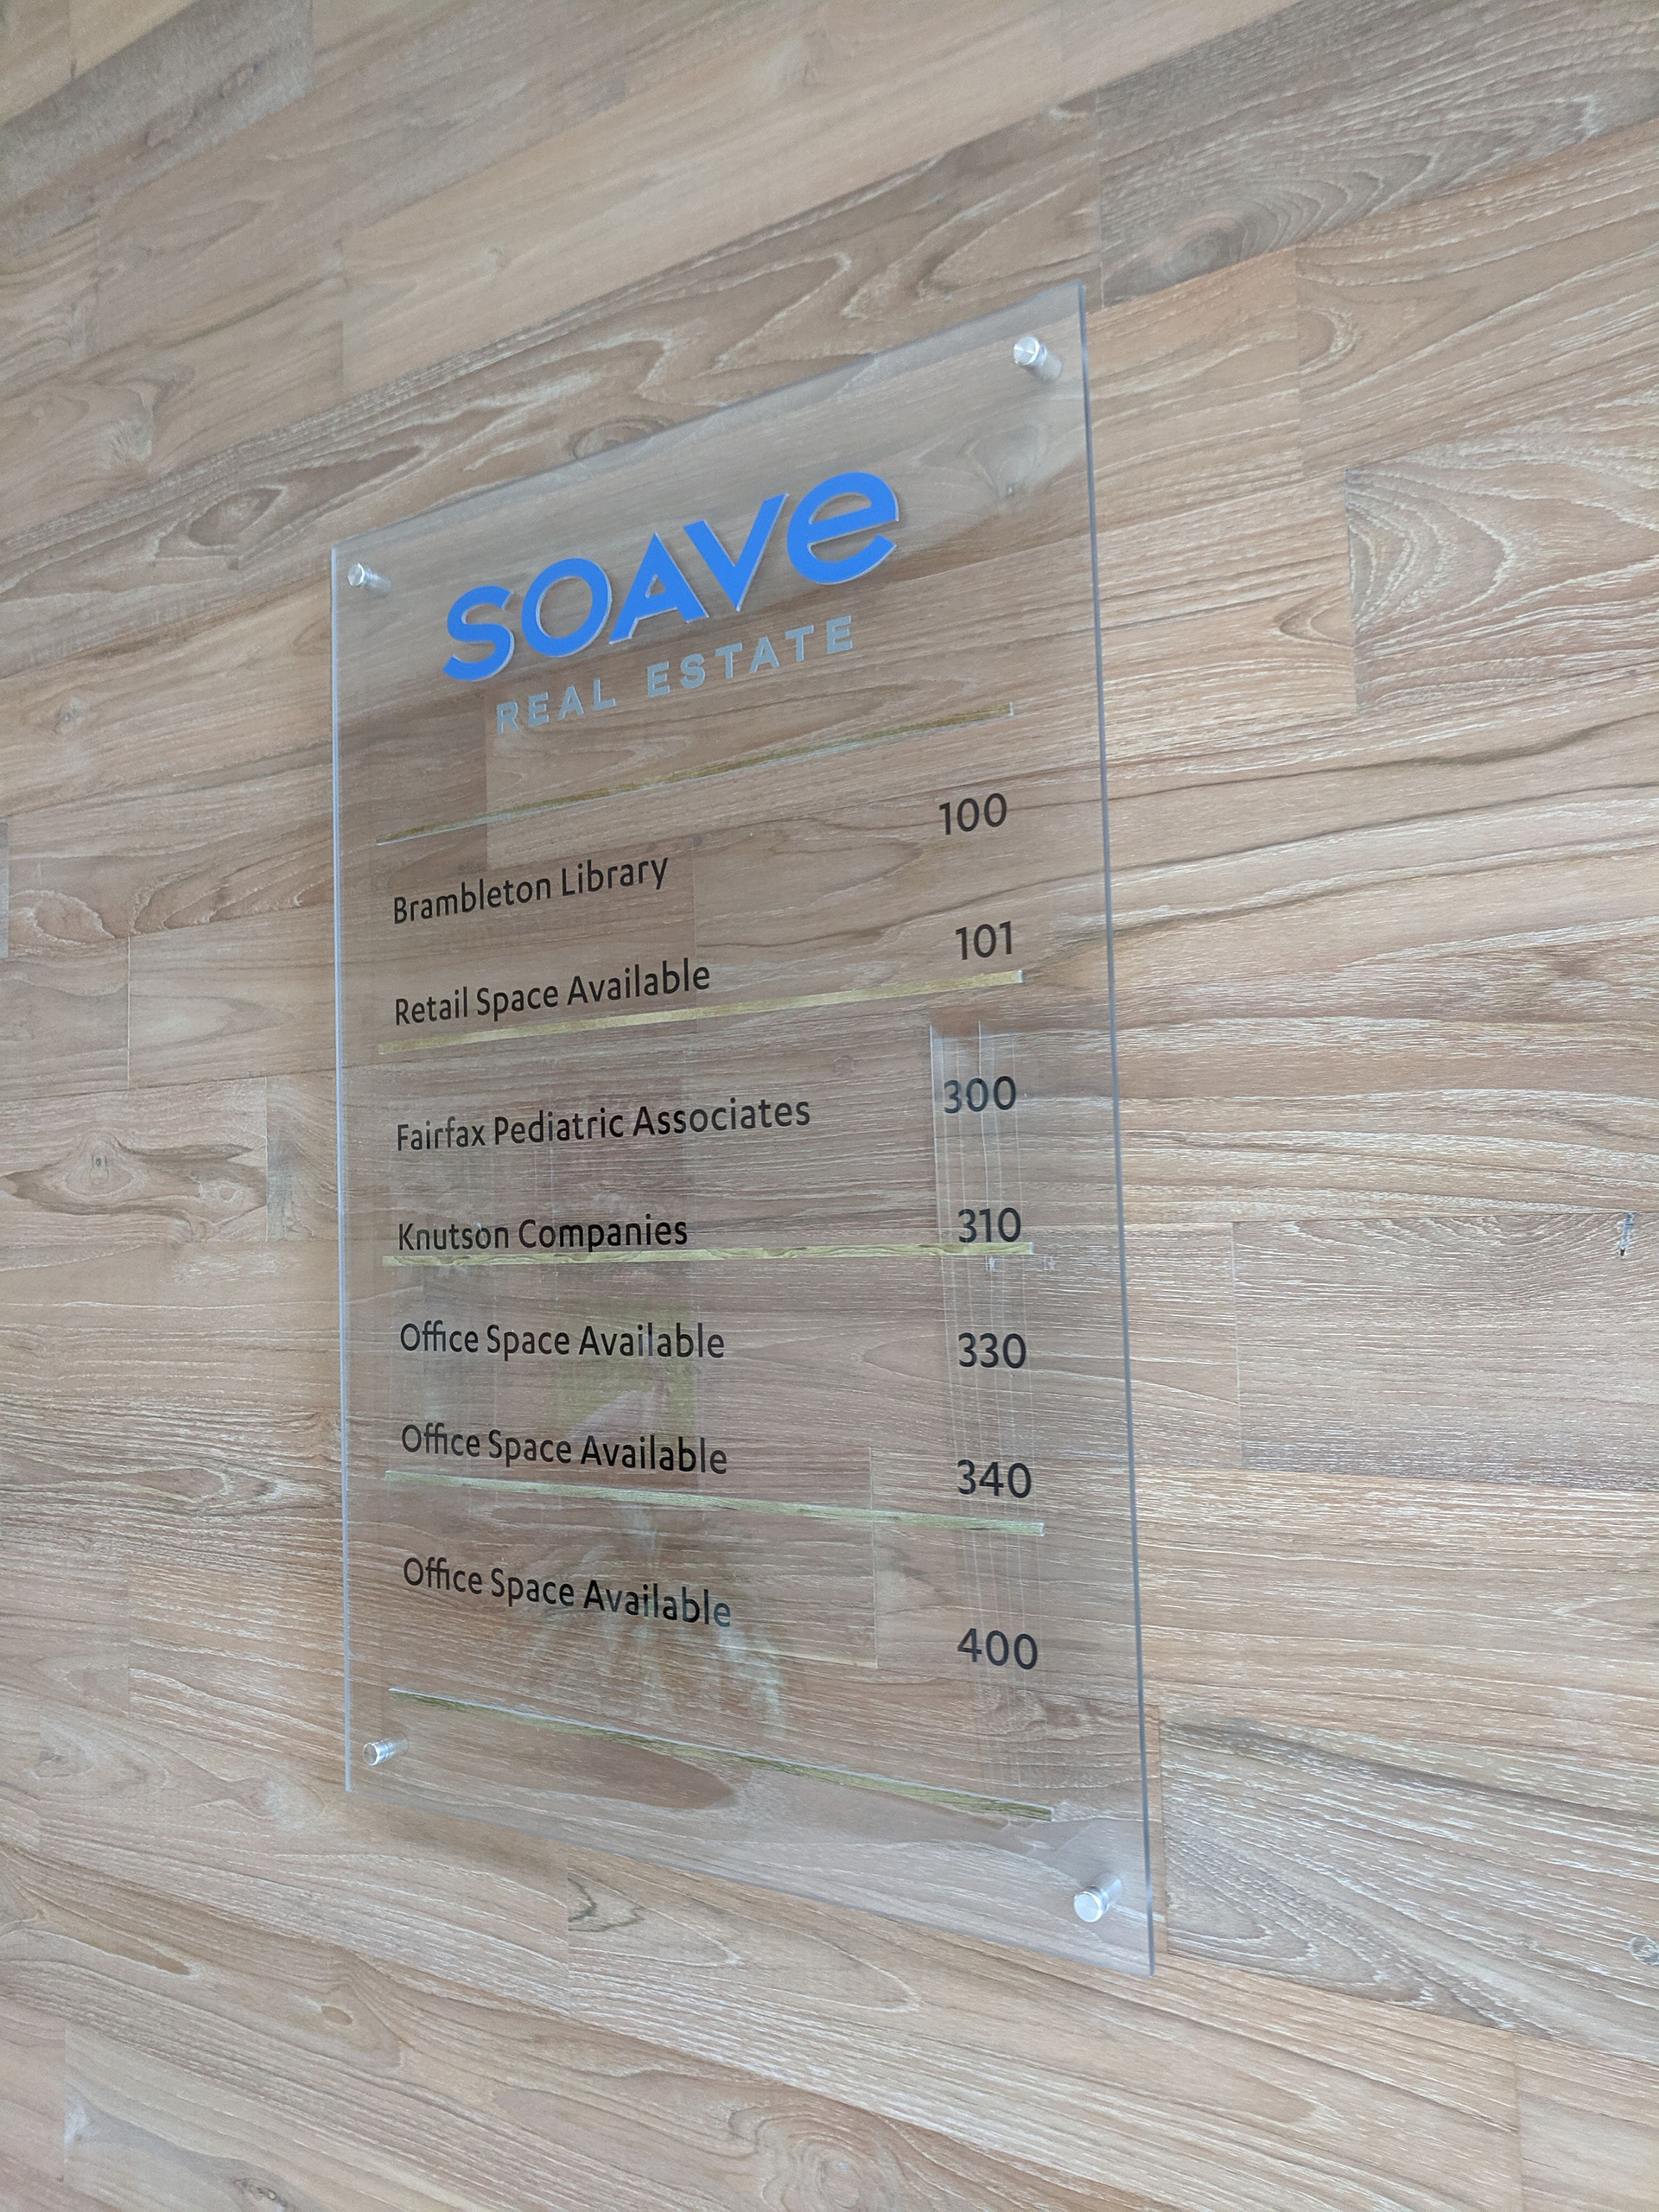 SOAVe
REAL ESTATE
Brambleton Library 100
Retail Space Available 101
Fairfax Pediatric Associates 300
Knutson Companies 310
Office Space Available 330
Office Space Available 340
Office Space Available 400